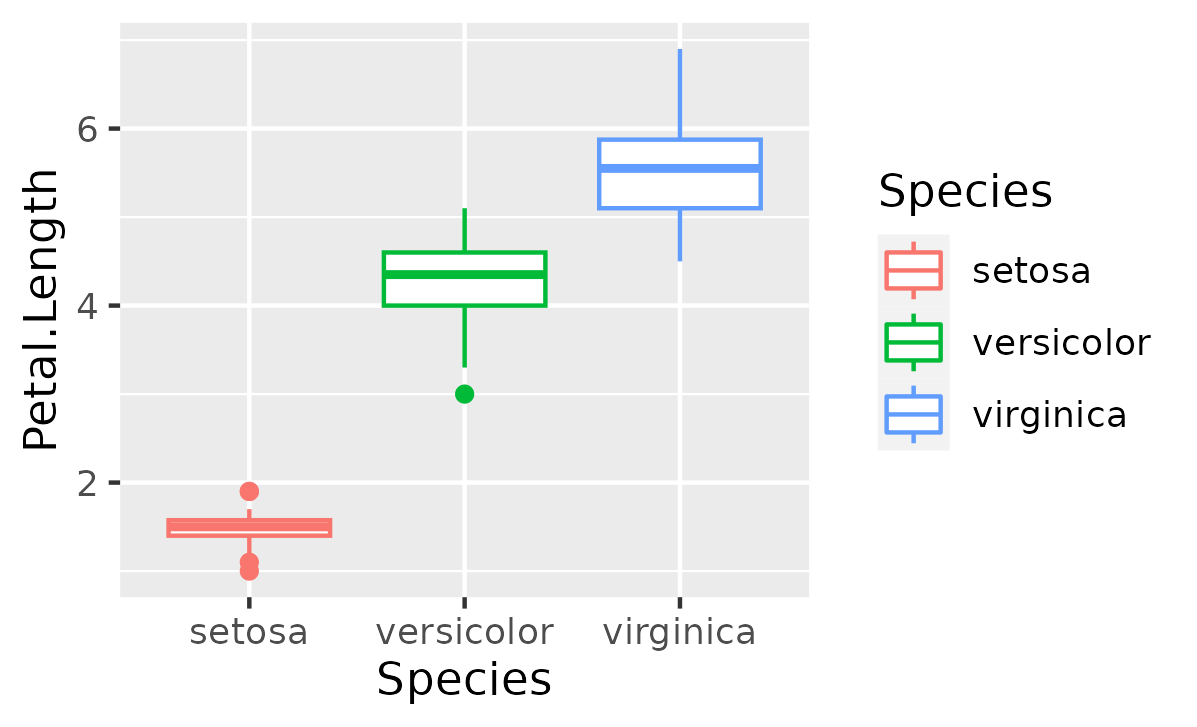 Petal.Length
6
4
2
setosa versicolor virginica
Species
Species
setosa
versicolor
virginica